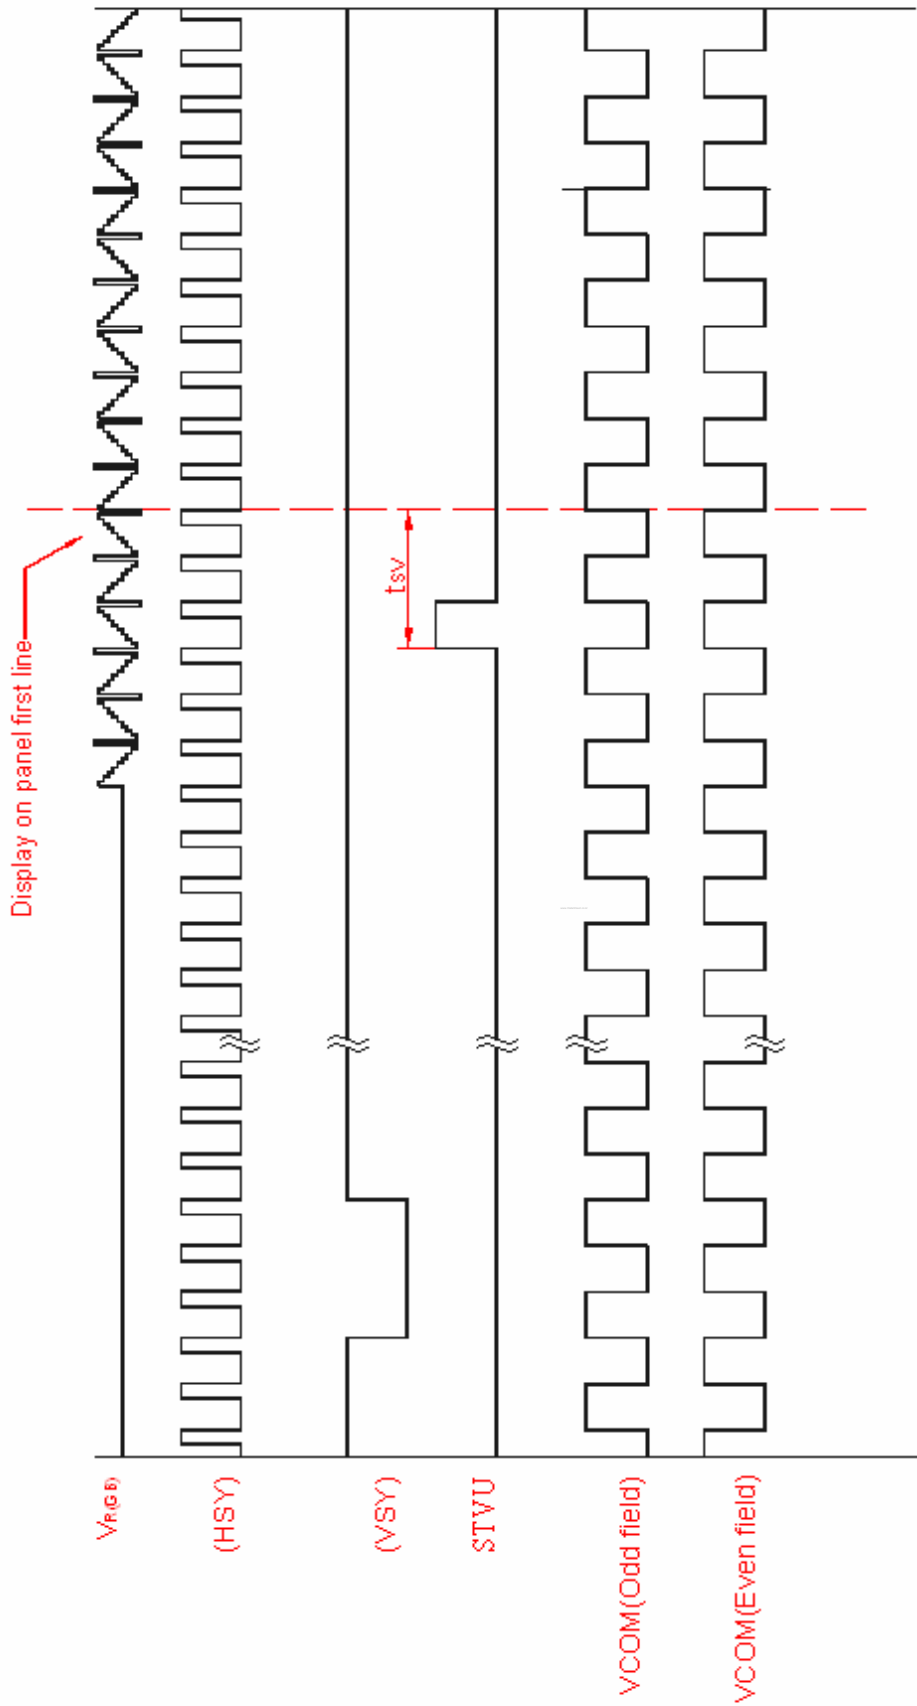 Display on panel first line
tsv
VR(GB)
(HSY)
(VSY)
STVU
VCOM(Odd field)
VCOM(Even field)